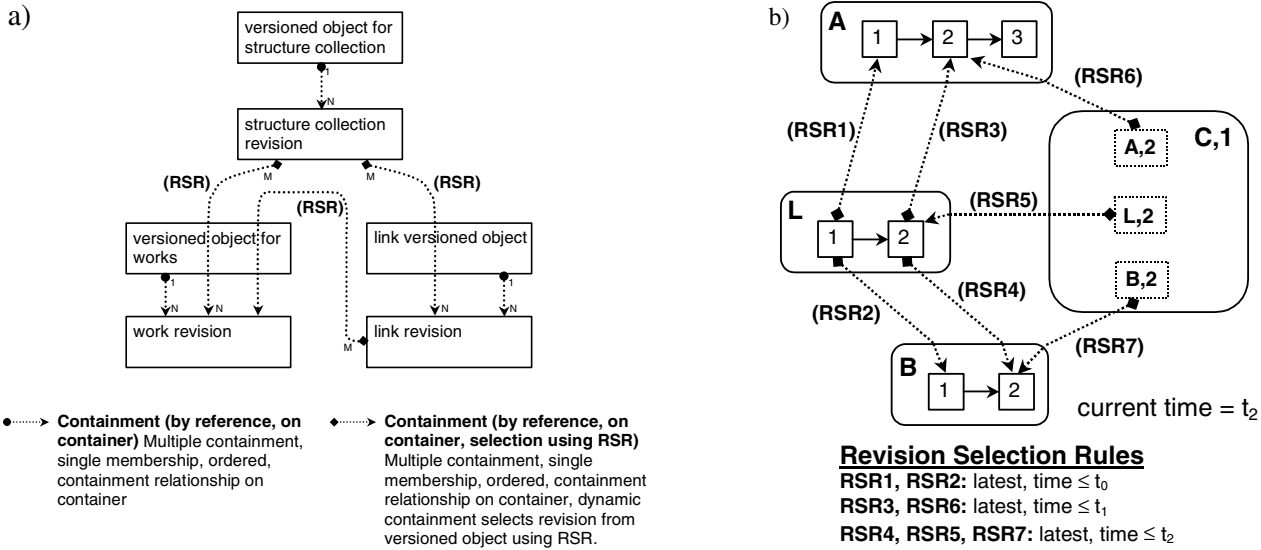 a)
versioned object for
structure collection
1
N
structure collection
revision
M
M
(RSR)
(RSR)
(RSR)
versioned object for
works
link versioned object
1
1
N
N
N
N
work revision
link revision
M
Containment (by reference, on
container) Multiple containment,
single membership, ordered,
containment relationship on
container
Containment (by reference, on
container, selection using RSR)
Multiple containment, single
membership, ordered, containment
relationship on container, dynamic
containment selects revision from
versioned object using RSR.
b)
A
1
2
3
(RSR6)
(RSR1)
(RSR3)
C,1
A,2
L
(RSR5)
L,2
1
2
B,2
(RSR4)
(RSR2)
(RSR7)
B
1
2
current time = t2
Revision Selection Rules
RSR1, RSR2: latest, time ≤ t0
RSR3, RSR6: latest, time ≤ t1
RSR4, RSR5, RSR7: latest, time ≤ t2